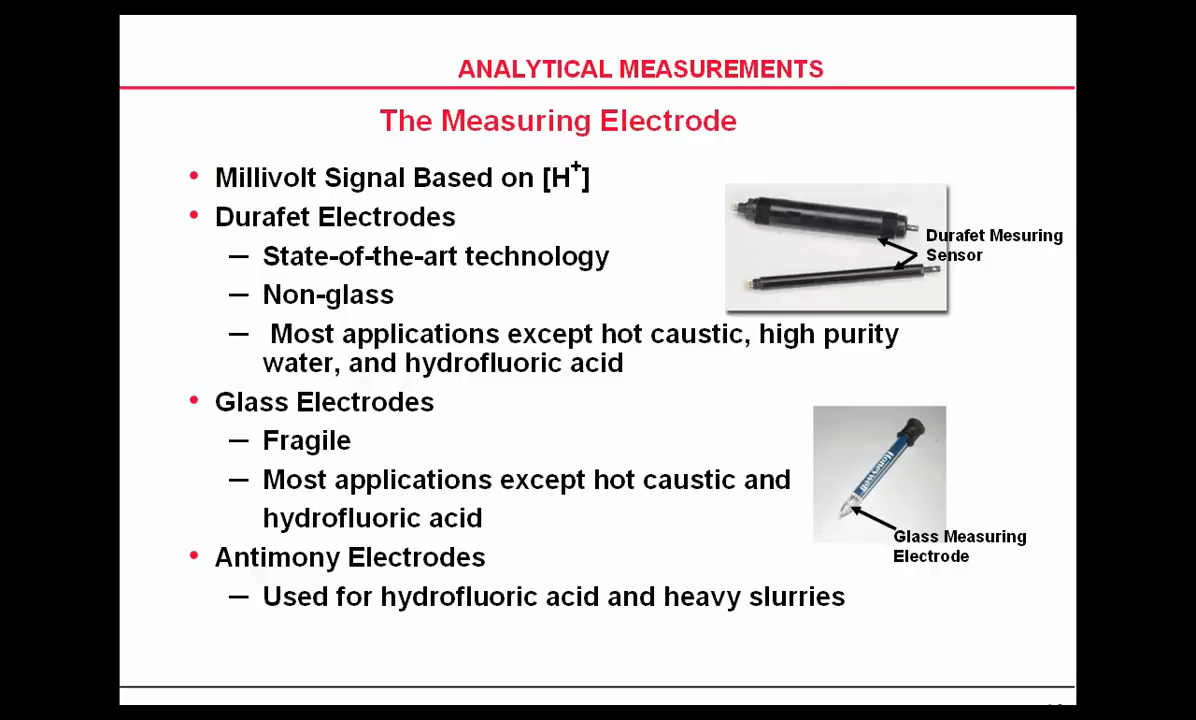 ANALYTICAL MEASUREMENTS
The Measuring Electrode
• Millivolt Signal Based on [H+]
• Durafet Electrodes
– State-of-the-art technology
– Non-glass
– Most applications except hot caustic, high purity
water, and hydrofluoric acid
Durafet Mesuring
Sensor
• Glass Electrodes
– Fragile
– Most applications except hot caustic and
hydrofluoric acid
Honeywell
Glass Measuring
Electrode
• Antimony Electrodes
– Used for hydrofluoric acid and heavy slurries